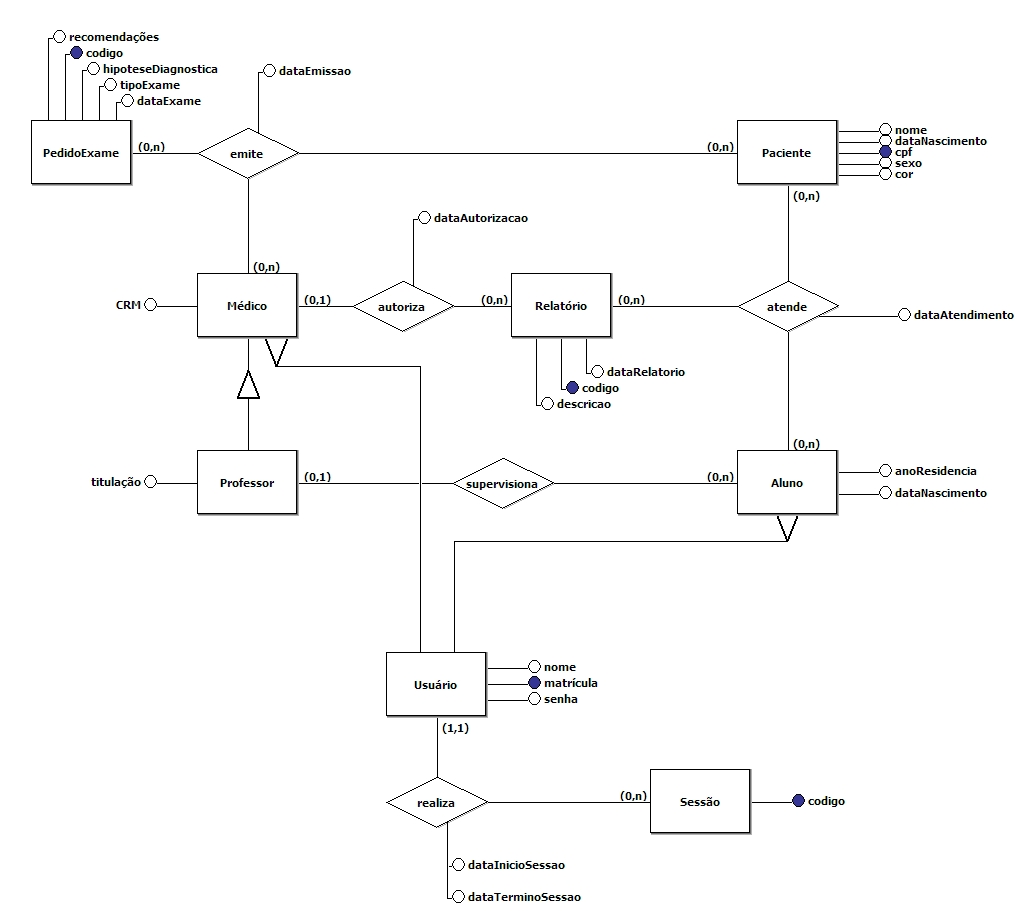 recomendações
codigo
hipoteseDiagnostica
tipoExame
dataExame
dataEmissao
PedidoExame
(0,n)
emite
(0,n)
Paciente
nome
dataNascimento
cpf
sexo
cor
(0,n)
dataAutorizacao
(0,n)
CRM
Médico
(0,1)
autoriza
(0,n)
Relatório
(0,n)
atende
dataAtendimento
dataRelatorio
codigo
descricao
(0,n)
titulação
Professor
(0,1)
supervisiona
(0,n)
Aluno
anoResidencia
dataNascimento
Usuário
nome
matrícula
senha
(1,1)
realiza
(0,n)
Sessão
codigo
dataInicioSessao
dataTerminoSessao